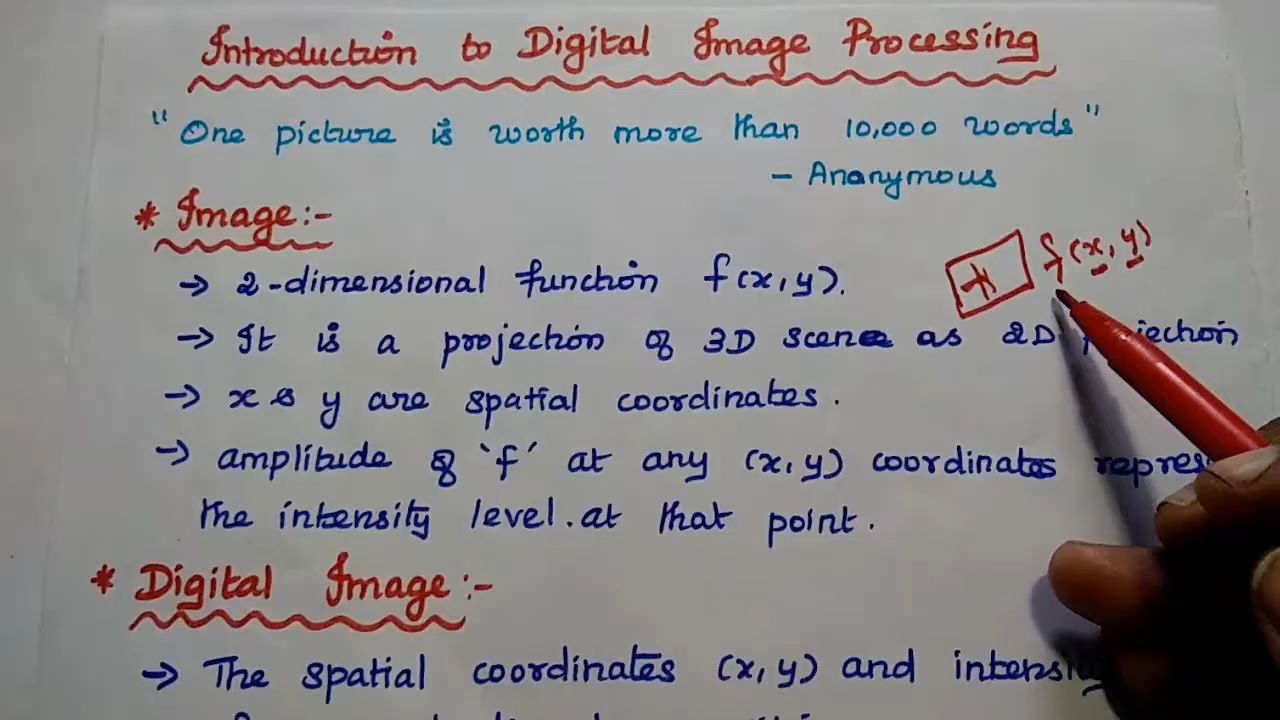 Introduction to Digital Image Processing
"One picture is worth more than 10,000 words"
- Anonymous
* Image:-
f(x, y)
→ 2-dimensional function f(x,y).
→ It is a projection of 3D scene as 2D
→ x & y are spatial coordinates.
→ amplitude of 'f' at any (x,y) coordinates
the intensity level.at that point.
* Digital Image:-
→ The spatial coordinates (x,y) and